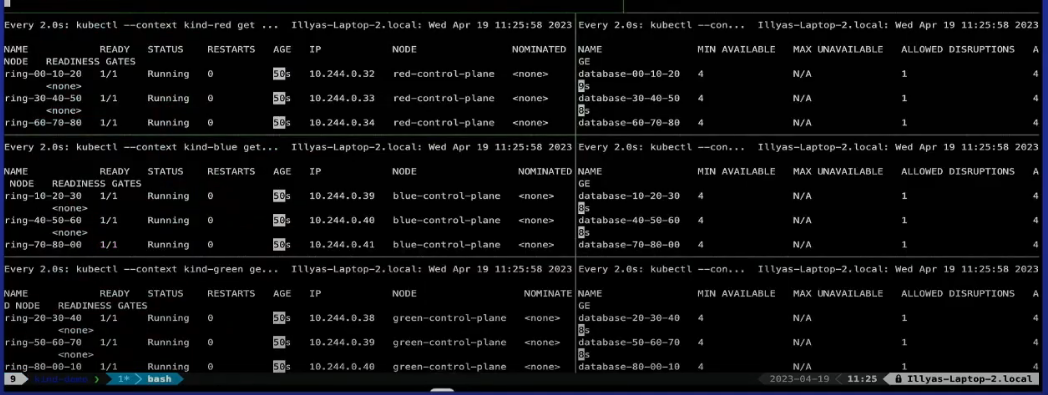 Every 2.0s: kubectl --context kind-red get ...  Illyas-Laptop-2.local: Wed Apr 19 11:25:58 2023
NAME READY STATUS RESTARTS AGE IP NODE NOMINATED
NODE READINESS GATES
ring-00-10-20 1/1 Running 0 50s 10.244.0.32 red-control-plane <none>
<none>
ring-30-40-50 1/1 Running 0 50s 10.244.0.33 red-control-plane <none>
<none>
ring-60-70-80 1/1 Running 0 50s 10.244.0.34 red-control-plane <none>
Every 2.0s: kubectl --con...  Illyas-Laptop-2.local: Wed Apr 19 11:25:58 2023
NAME MIN AVAILABLE MAX UNAVAILABLE ALLOWED DISRUPTIONS A
GE
database-00-10-20 4 N/A 1 4
9s
database-30-40-50 4 N/A 1 4
8s
database-60-70-80 4 N/A 1 4
Every 2.0s: kubectl --context kind-blue get...  Illyas-Laptop-2.local: Wed Apr 19 11:25:58 2023
NAME READY STATUS RESTARTS AGE IP NODE NOMINATED
NODE READINESS GATES
ring-10-20-30 1/1 Running 0 50s 10.244.0.39 blue-control-plane <none>
<none>
ring-40-50-60 1/1 Running 0 50s 10.244.0.40 blue-control-plane <none>
<none>
ring-70-80-00 1/1 Running 0 50s 10.244.0.41 blue-control-plane <none>
Every 2.0s: kubectl --con...  Illyas-Laptop-2.local: Wed Apr 19 11:25:58 2023
NAME MIN AVAILABLE MAX UNAVAILABLE ALLOWED DISRUPTIONS A
GE
database-10-20-30 4 N/A 1 4
8s
database-40-50-60 4 N/A 1 4
8s
database-70-80-00 4 N/A 1 4
Every 2.0s: kubectl --context kind-green ge...  Illyas-Laptop-2.local: Wed Apr 19 11:25:58 2023
NAME READY STATUS RESTARTS AGE IP NODE NOMINATE
D NODE READINESS GATES
ring-20-30-40 1/1 Running 0 50s 10.244.0.38 green-control-plane <none>
<none>
ring-50-60-70 1/1 Running 0 50s 10.244.0.39 green-control-plane <none>
<none>
ring-80-00-10 1/1 Running 0 50s 10.244.0.40 green-control-plane <none>
Every 2.0s: kubectl --con...  Illyas-Laptop-2.local: Wed Apr 19 11:25:58 2023
NAME MIN AVAILABLE MAX UNAVAILABLE ALLOWED DISRUPTIONS A
GE
database-20-30-40 4 N/A 1 4
8s
database-50-60-70 4 N/A 1 4
8s
database-80-00-10 4 N/A 1 4
9 kind-demo 1* bash 2023-04-19 11:25 Illyas-Laptop-2.local